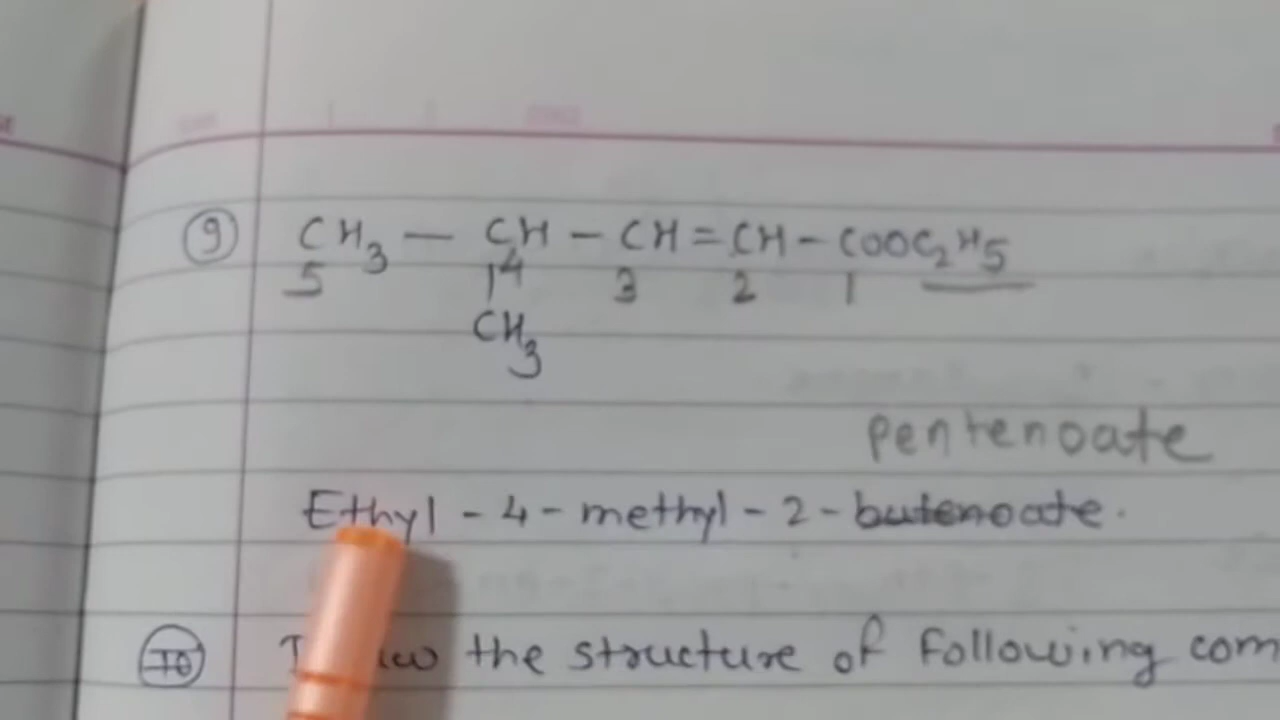 9 CH3 — CH — CH = CH — COOC2H5
5 4 3 2 1
CH3
pentenoate
Ethyl - 4 - methyl - 2 - butenoate.
10 the structure of following com